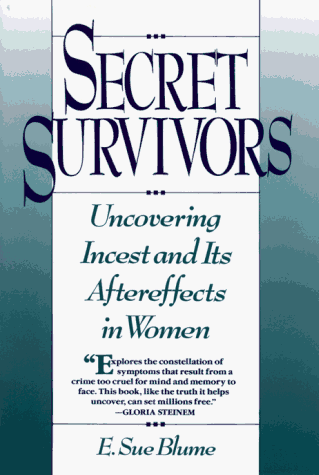 SECRET
SURVIVORS
Uncovering
Incest and Its
Aftereffects
in Women
“Explores the constellation of
symptoms that result from a
crime too cruel for mind and memory to
face. This book, like the truth it helps
uncover, can set millions free.”
—GLORIA STEINEM
E. Sue Blume